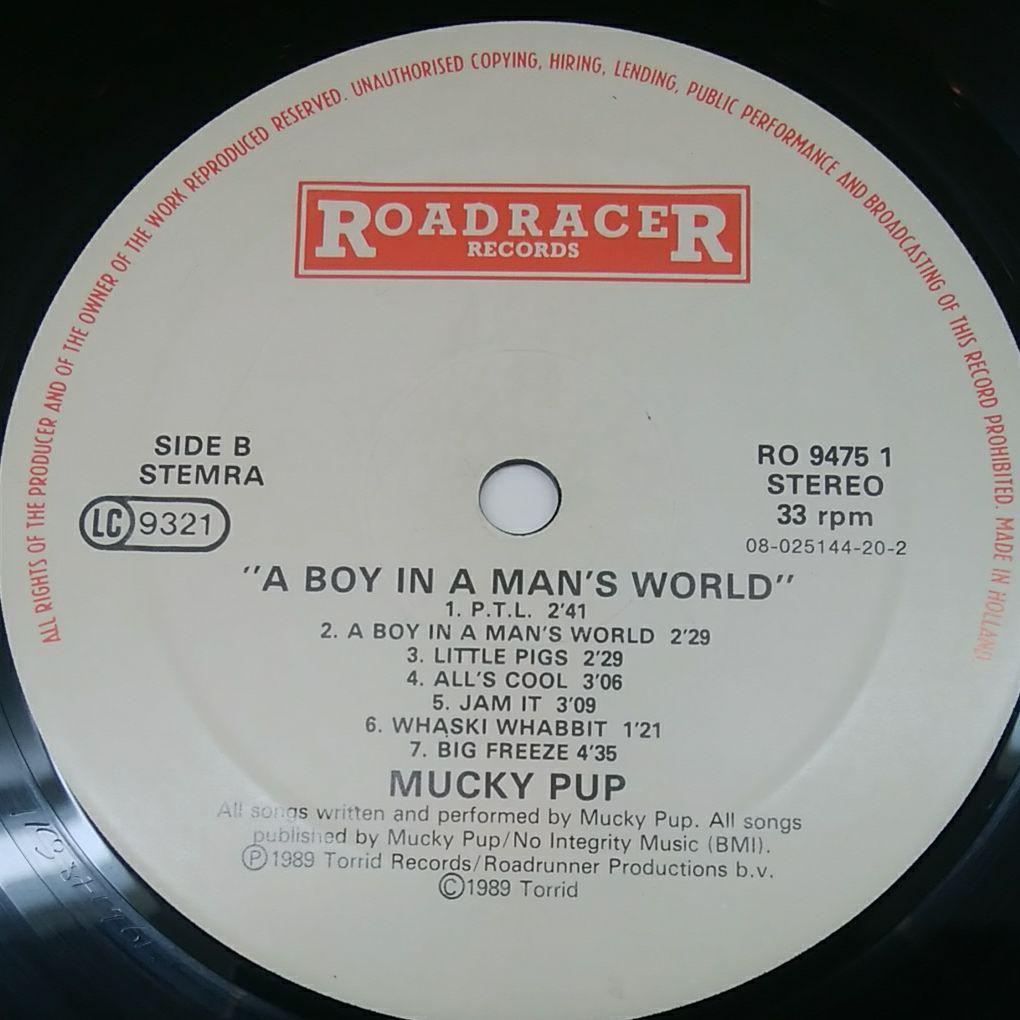 ALL RIGHTS OF THE PRODUCER AND OF THE OWNER OF THE WORK REPRODUCED RESERVED. UNAUTHORISED COPYING, HIRING, LENDING, PUBLIC PERFORMANCE AND BROADCASTING OF THIS RECORD PROHIBITED. MADE IN HOLLAND.
ROADRACER
RECORDS
SIDE B
STEMRA
LC 9321
RO 9475 1
STEREO
33 rpm
08-025144-20-2
"A BOY IN A MAN'S WORLD"
1. P.T.L. 2'41
2. A BOY IN A MAN'S WORLD 2'29
3. LITTLE PIGS 2'29
4. ALL'S COOL 3'06
5. JAM IT 3'09
6. WHASKI WHABBIT 1'21
7. BIG FREEZE 4'35
MUCKY PUP
All songs written and performed by Mucky Pup. All songs
published by Mucky Pup/No Integrity Music (BMI).
Ⓟ1989 Torrid Records/Roadrunner Productions b.v.
©1989 Torrid